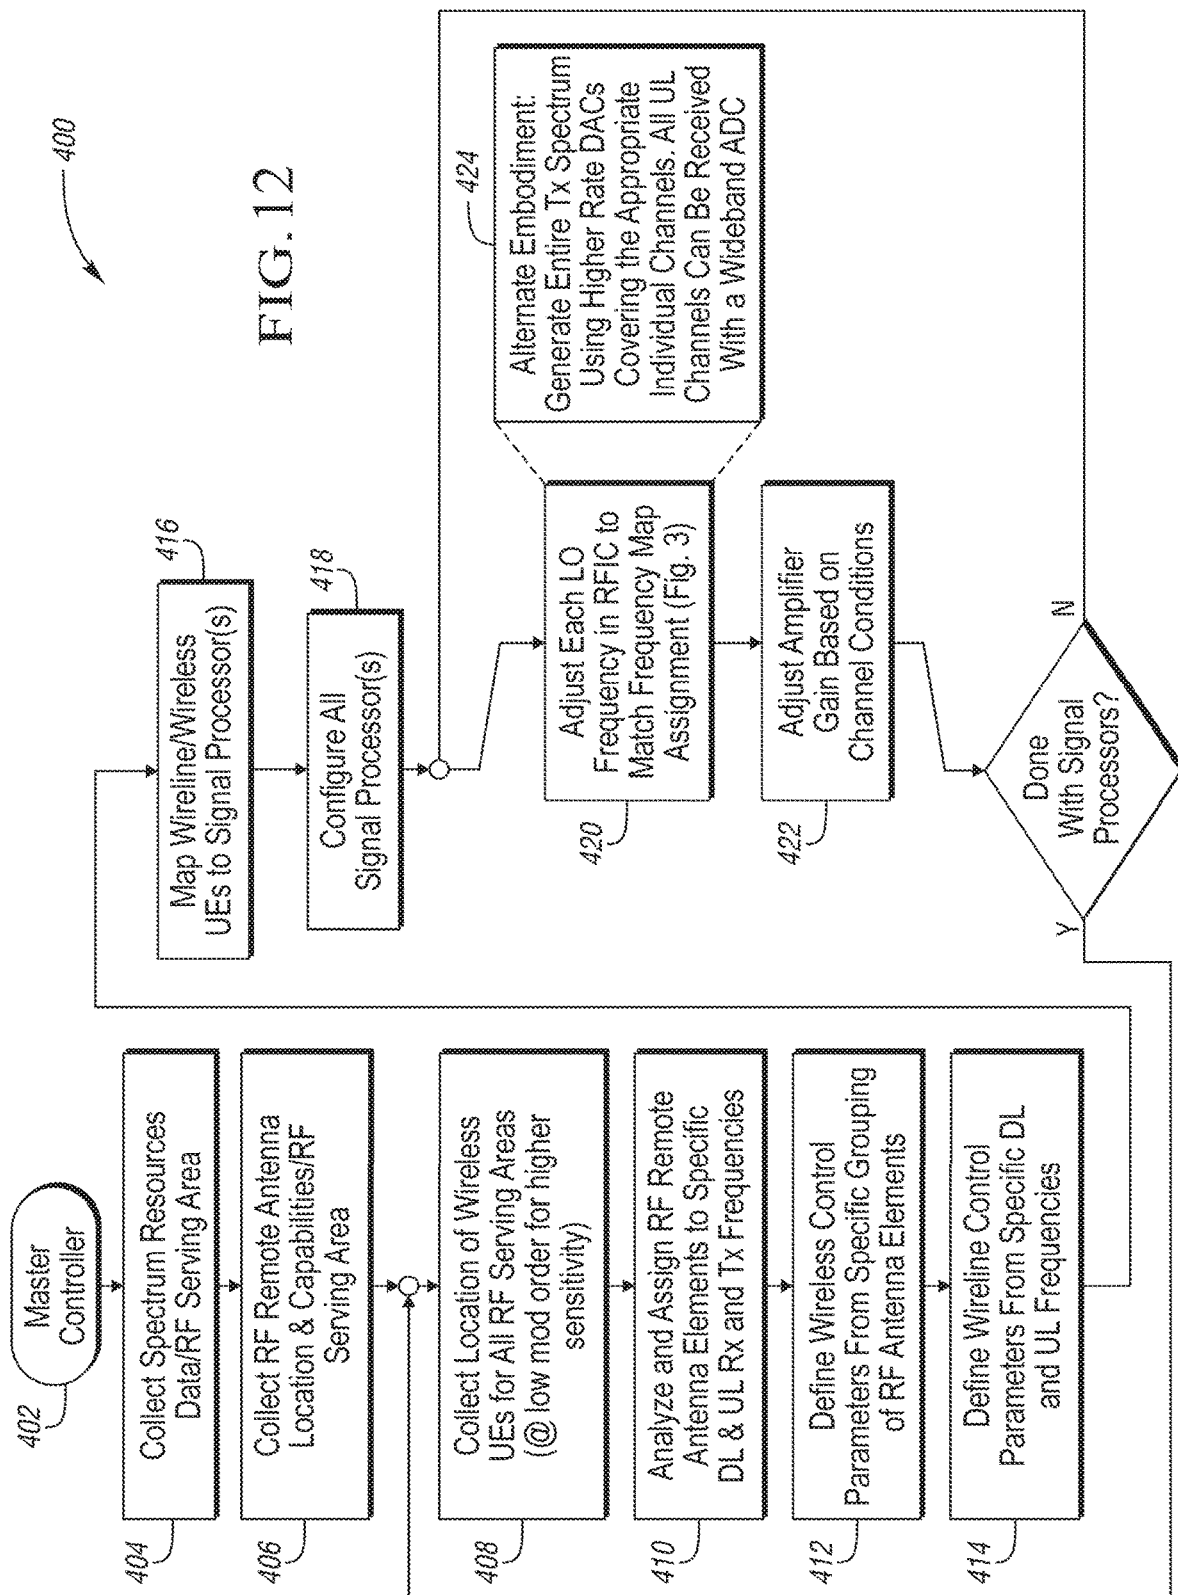 400
FIG. 12
402
Master
Controller
404
Collect Spectrum Resources
Data/RF Serving Area
406
Collect RF Remote Antenna
Location & Capabilities/RF
Serving Area
408
Collect Location of Wireless
UEs for All RF Serving Areas
(@ low mod order for higher
sensitivity)
410
Analyze and Assign RF Remote
Antenna Elements to Specific
DL & UL Rx and Tx Frequencies
412
Define Wireless Control
Parameters From Specific Grouping
of RF Antenna Elements
414
Define Wireline Control
Parameters From Specific DL
and UL Frequencies
416
Map Wireline/Wireless
UEs to Signal Processor(s)
418
Configure All
Signal Processor(s)
420
Adjust Each LO
Frequency in RFIC to
Match Frequency Map
Assignment (Fig. 3)
424
Alternate Embodiment:
Generate Entire Tx Spectrum
Using Higher Rate DACs
Covering the Appropriate
Individual Channels. All UL
Channels Can Be Received
With a Wideband ADC
422
Adjust Amplifier
Gain Based on
Channel Conditions
Done
With Signal
Processors?
Y
N